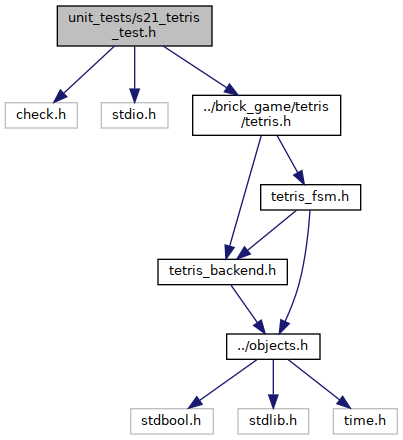 unit_tests/s21_tetris
_test.h
check.h
stdio.h
../brick_game/tetris
/tetris.h
tetris_fsm.h
tetris_backend.h
../objects.h
stdbool.h
stdlib.h
time.h